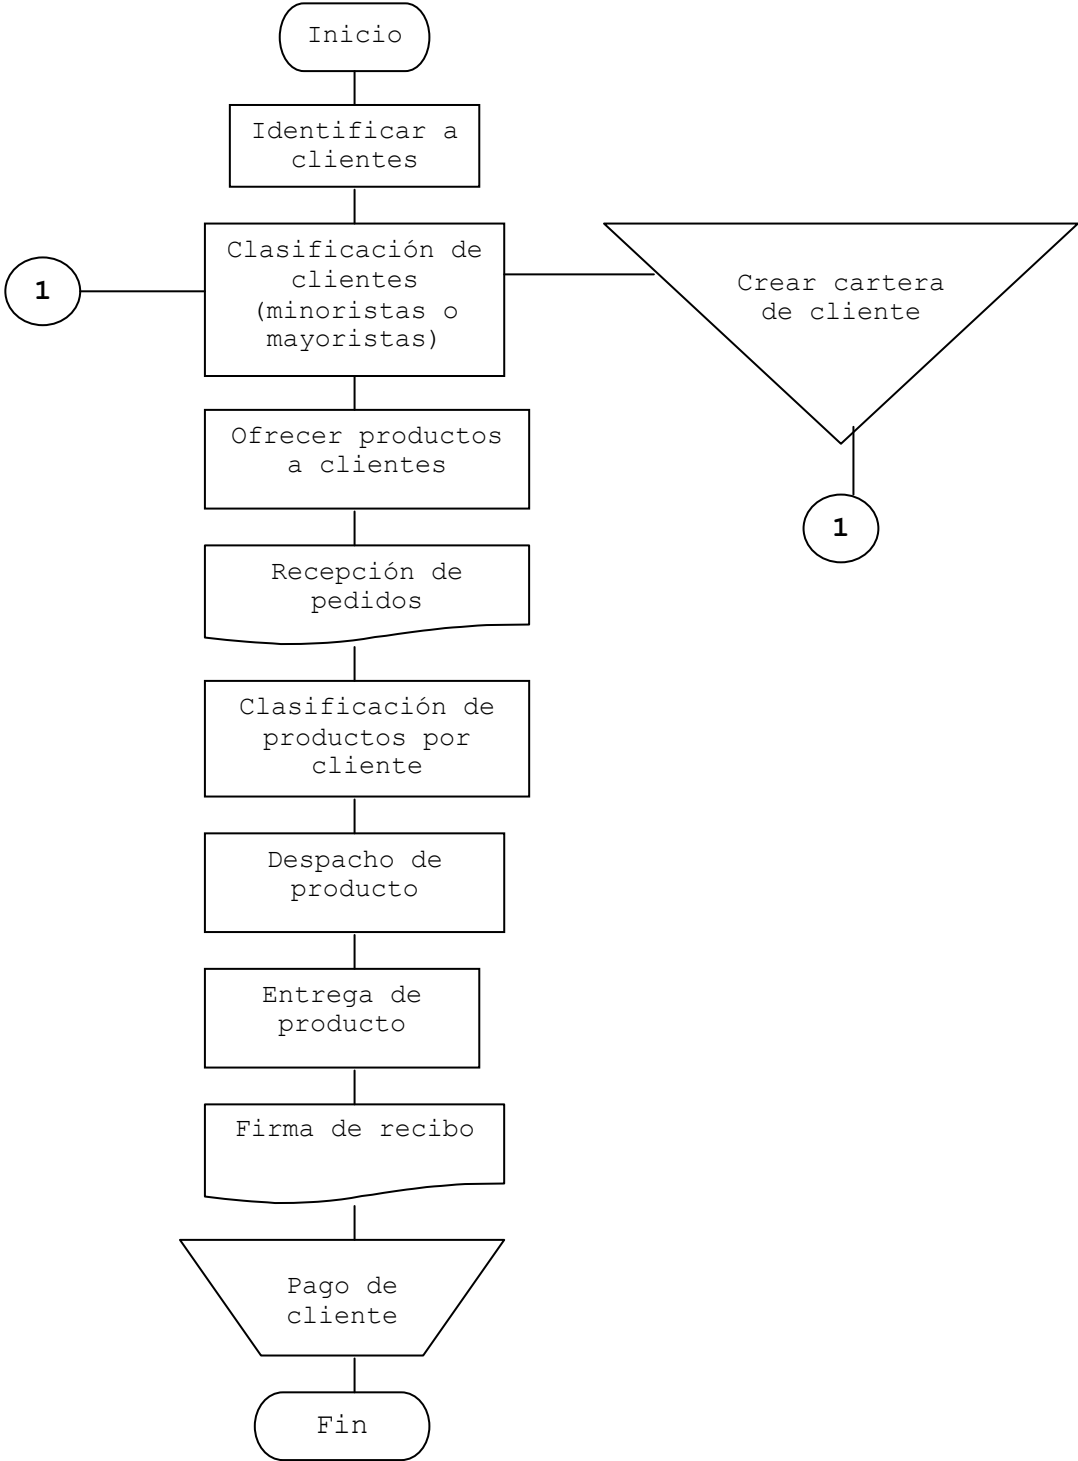 Inicio
Identificar a
clientes
1
Clasificación de
clientes
(minoristas o
mayoristas)
Crear cartera
de cliente
1
Ofrecer productos
a clientes
Recepción de
pedidos
Clasificación de
productos por
cliente
Despacho de
producto
Entrega de
producto
Firma de recibo
Pago de
cliente
Fin